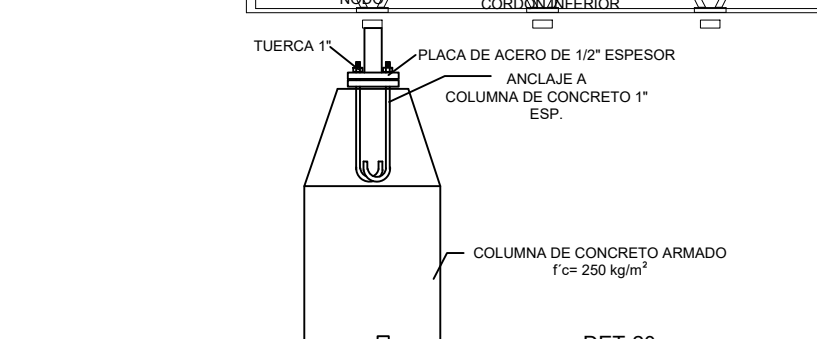 NODO
CORDON INFERIOR
TUERCA 1"
PLACA DE ACERO DE 1/2" ESPESOR
ANCLAJE A
COLUMNA DE CONCRETO 1"
ESP.
COLUMNA DE CONCRETO ARMADO
f´c= 250 kg/m²